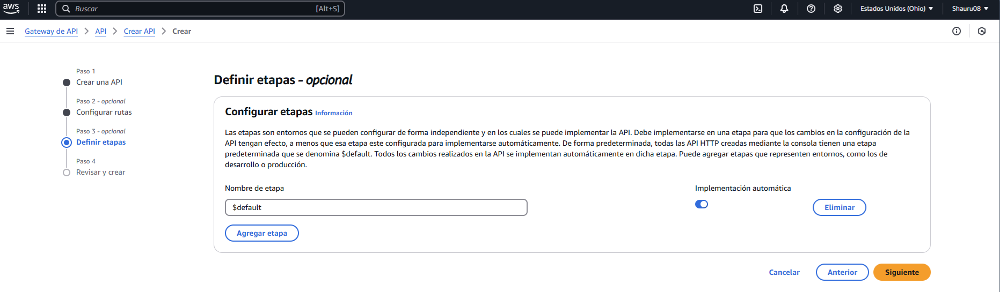 aws
Buscar [Alt+S] Estados Unidos (Ohio) Shauru08
Gateway de API > API > Crear API > Crear
Paso 1
Crear una API
Paso 2 - opcional
Configurar rutas
Paso 3 - opcional
Definir etapas
Paso 4
Revisar y crear
Definir etapas - opcional
Configurar etapas Información
Las etapas son entornos que se pueden configurar de forma independiente y en los cuales se puede implementar la API. Debe implementarse en una etapa para que los cambios en la configuración de la
API tengan efecto, a menos que esa etapa este configurada para implementarse automáticamente. De forma predeterminada, todas las API HTTP creadas mediante la consola tienen una etapa
predeterminada que se denomina $default. Todos los cambios realizados en la API se implementan automáticamente en dicha etapa. Puede agregar etapas que representen entornos, como los de
desarrollo o producción.
Nombre de etapa Implementación automática
$default Eliminar
Agregar etapa
Cancelar Anterior Siguiente